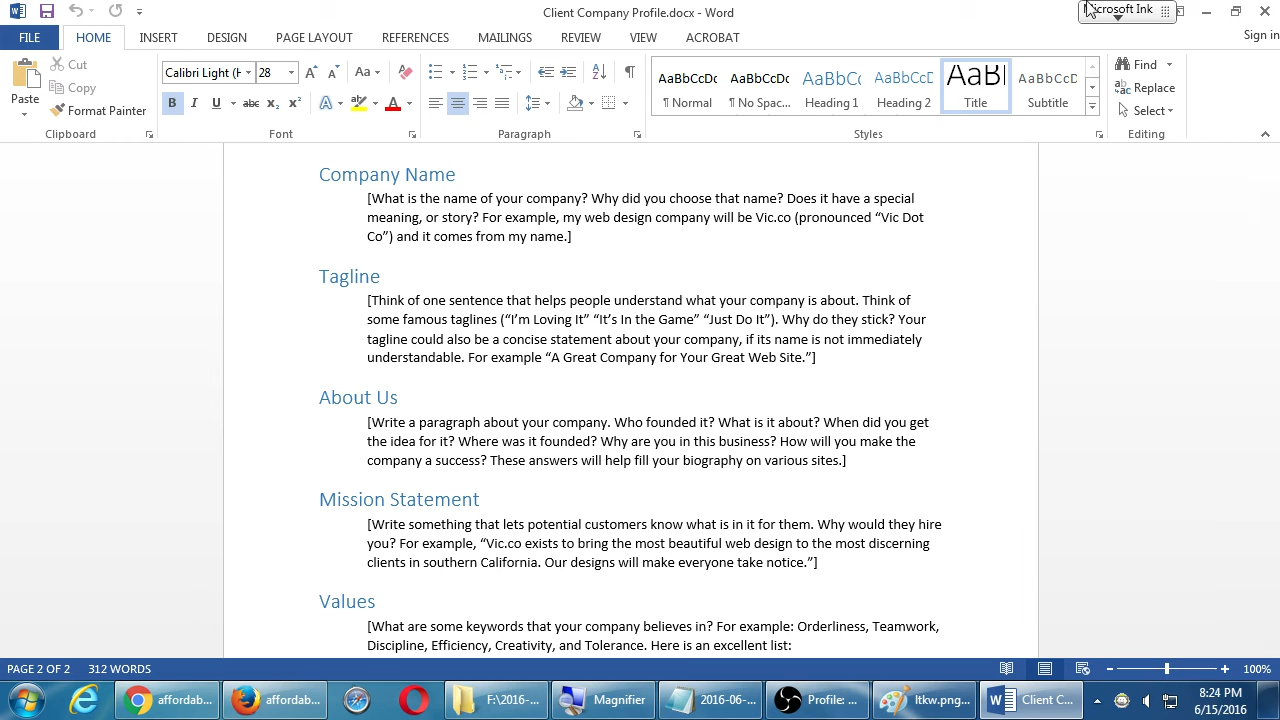 Client Company Profile.docx - Word
Microsoft Ink
FILE HOME INSERT DESIGN PAGE LAYOUT REFERENCES MAILINGS REVIEW VIEW ACROBAT Sign in
Paste
Cut
Copy
Format Painter
Clipboard
Calibri Light (H 28
Font
Paragraph
AaBbCcDc AaBbCcDc AaBbCc AaBbCcD AaB AaBbCcD
¶ Normal ¶ No Spac... Heading 1 Heading 2 Title Subtitle
Styles
Find
Replace
Select
Editing
Company Name
[What is the name of your company? Why did you choose that name? Does it have a special
meaning, or story? For example, my web design company will be Vic.co (pronounced “Vic Dot
Co”) and it comes from my name.]
Tagline
[Think of one sentence that helps people understand what your company is about. Think of
some famous taglines (“I’m Loving It” “It’s In the Game” “Just Do It”). Why do they stick? Your
tagline could also be a concise statement about your company, if its name is not immediately
understandable. For example “A Great Company for Your Great Web Site.”]
About Us
[Write a paragraph about your company. Who founded it? What is it about? When did you get
the idea for it? Where was it founded? Why are you in this business? How will you make the
company a success? These answers will help fill your biography on various sites.]
Mission Statement
[Write something that lets potential customers know what is in it for them. Why would they hire
you? For example, “Vic.co exists to bring the most beautiful web design to the most discerning
clients in southern California. Our designs will make everyone take notice.”]
Values
[What are some keywords that your company believes in? For example: Orderliness, Teamwork,
Discipline, Efficiency, Creativity, and Tolerance. Here is an excellent list:
PAGE 2 OF 2 312 WORDS 100%
affordab... affordab... F:\2016-... Magnifier 2016-06-... Profile: ... ltkw.png... Client C...
8:24 PM
6/15/2016